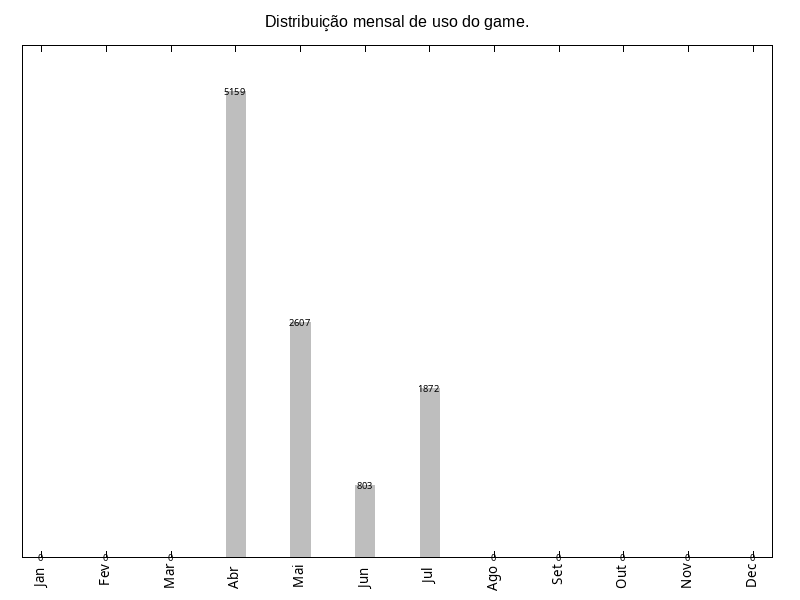 Distribuição mensal de uso do game.
5159
2607
1872
803
0 0 0 0 0 0 0 0
Jan Fev Mar Abr Mai Jun Jul Ago Set Out Nov Dec